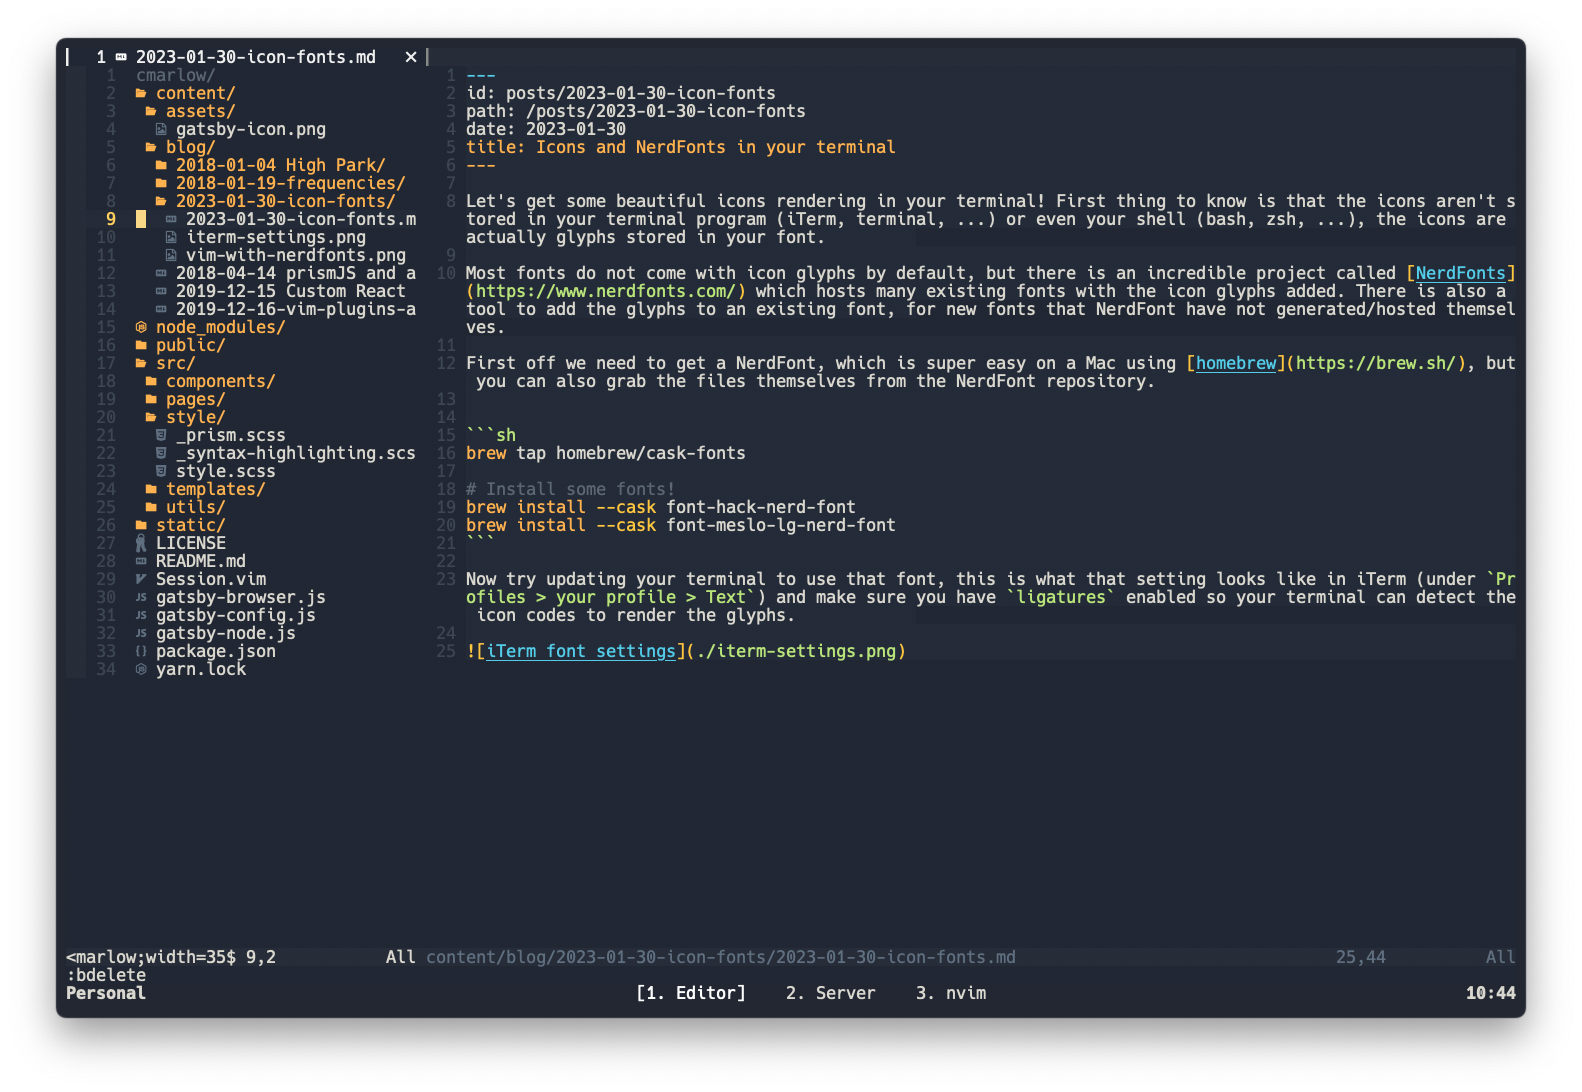 1 2023-01-30-icon-fonts.md ×
1 cmarlow/
2 content/
3 assets/
4 gatsby-icon.png
5 blog/
6 2018-01-04 High Park/
7 2018-01-19-frequencies/
8 2023-01-30-icon-fonts/
9 2023-01-30-icon-fonts.m
10 iterm-settings.png
11 vim-with-nerdfonts.png
12 2018-04-14 prismJS and a
13 2019-12-15 Custom React
14 2019-12-16-vim-plugins-a
15 node_modules/
16 public/
17 src/
18 components/
19 pages/
20 style/
21 _prism.scss
22 _syntax-highlighting.scs
23 style.scss
24 templates/
25 utils/
26 static/
27 LICENSE
28 README.md
29 Session.vim
30 JS gatsby-browser.js
31 JS gatsby-config.js
32 JS gatsby-node.js
33 {} package.json
34 yarn.lock
1 ---
2 id: posts/2023-01-30-icon-fonts
3 path: /posts/2023-01-30-icon-fonts
4 date: 2023-01-30
5 title: Icons and NerdFonts in your terminal
6 ---
7
8 Let's get some beautiful icons rendering in your terminal! First thing to know is that the icons aren't s
tored in your terminal program (iTerm, terminal, ...) or even your shell (bash, zsh, ...), the icons are
actually glyphs stored in your font.
9
10 Most fonts do not come with icon glyphs by default, but there is an incredible project called [NerdFonts]
(https://www.nerdfonts.com/) which hosts many existing fonts with the icon glyphs added. There is also a
tool to add the glyphs to an existing font, for new fonts that NerdFont have not generated/hosted themsel
ves.
11
12 First off we need to get a NerdFont, which is super easy on a Mac using [homebrew](https://brew.sh/), but
you can also grab the files themselves from the NerdFont repository.
13
14
15 ```sh
16 brew tap homebrew/cask-fonts
17
18 # Install some fonts!
19 brew install --cask font-hack-nerd-font
20 brew install --cask font-meslo-lg-nerd-font
21 ```
22
23 Now try updating your terminal to use that font, this is what that setting looks like in iTerm (under `Pr
ofiles > your profile > Text`) and make sure you have `ligatures` enabled so your terminal can detect the
icon codes to render the glyphs.
24
25 ![iTerm font settings](./iterm-settings.png)
<marlow;width=35$ 9,2 All content/blog/2023-01-30-icon-fonts/2023-01-30-icon-fonts.md 25,44 All
:bdelete
Personal [1. Editor] 2. Server 3. nvim 10:44